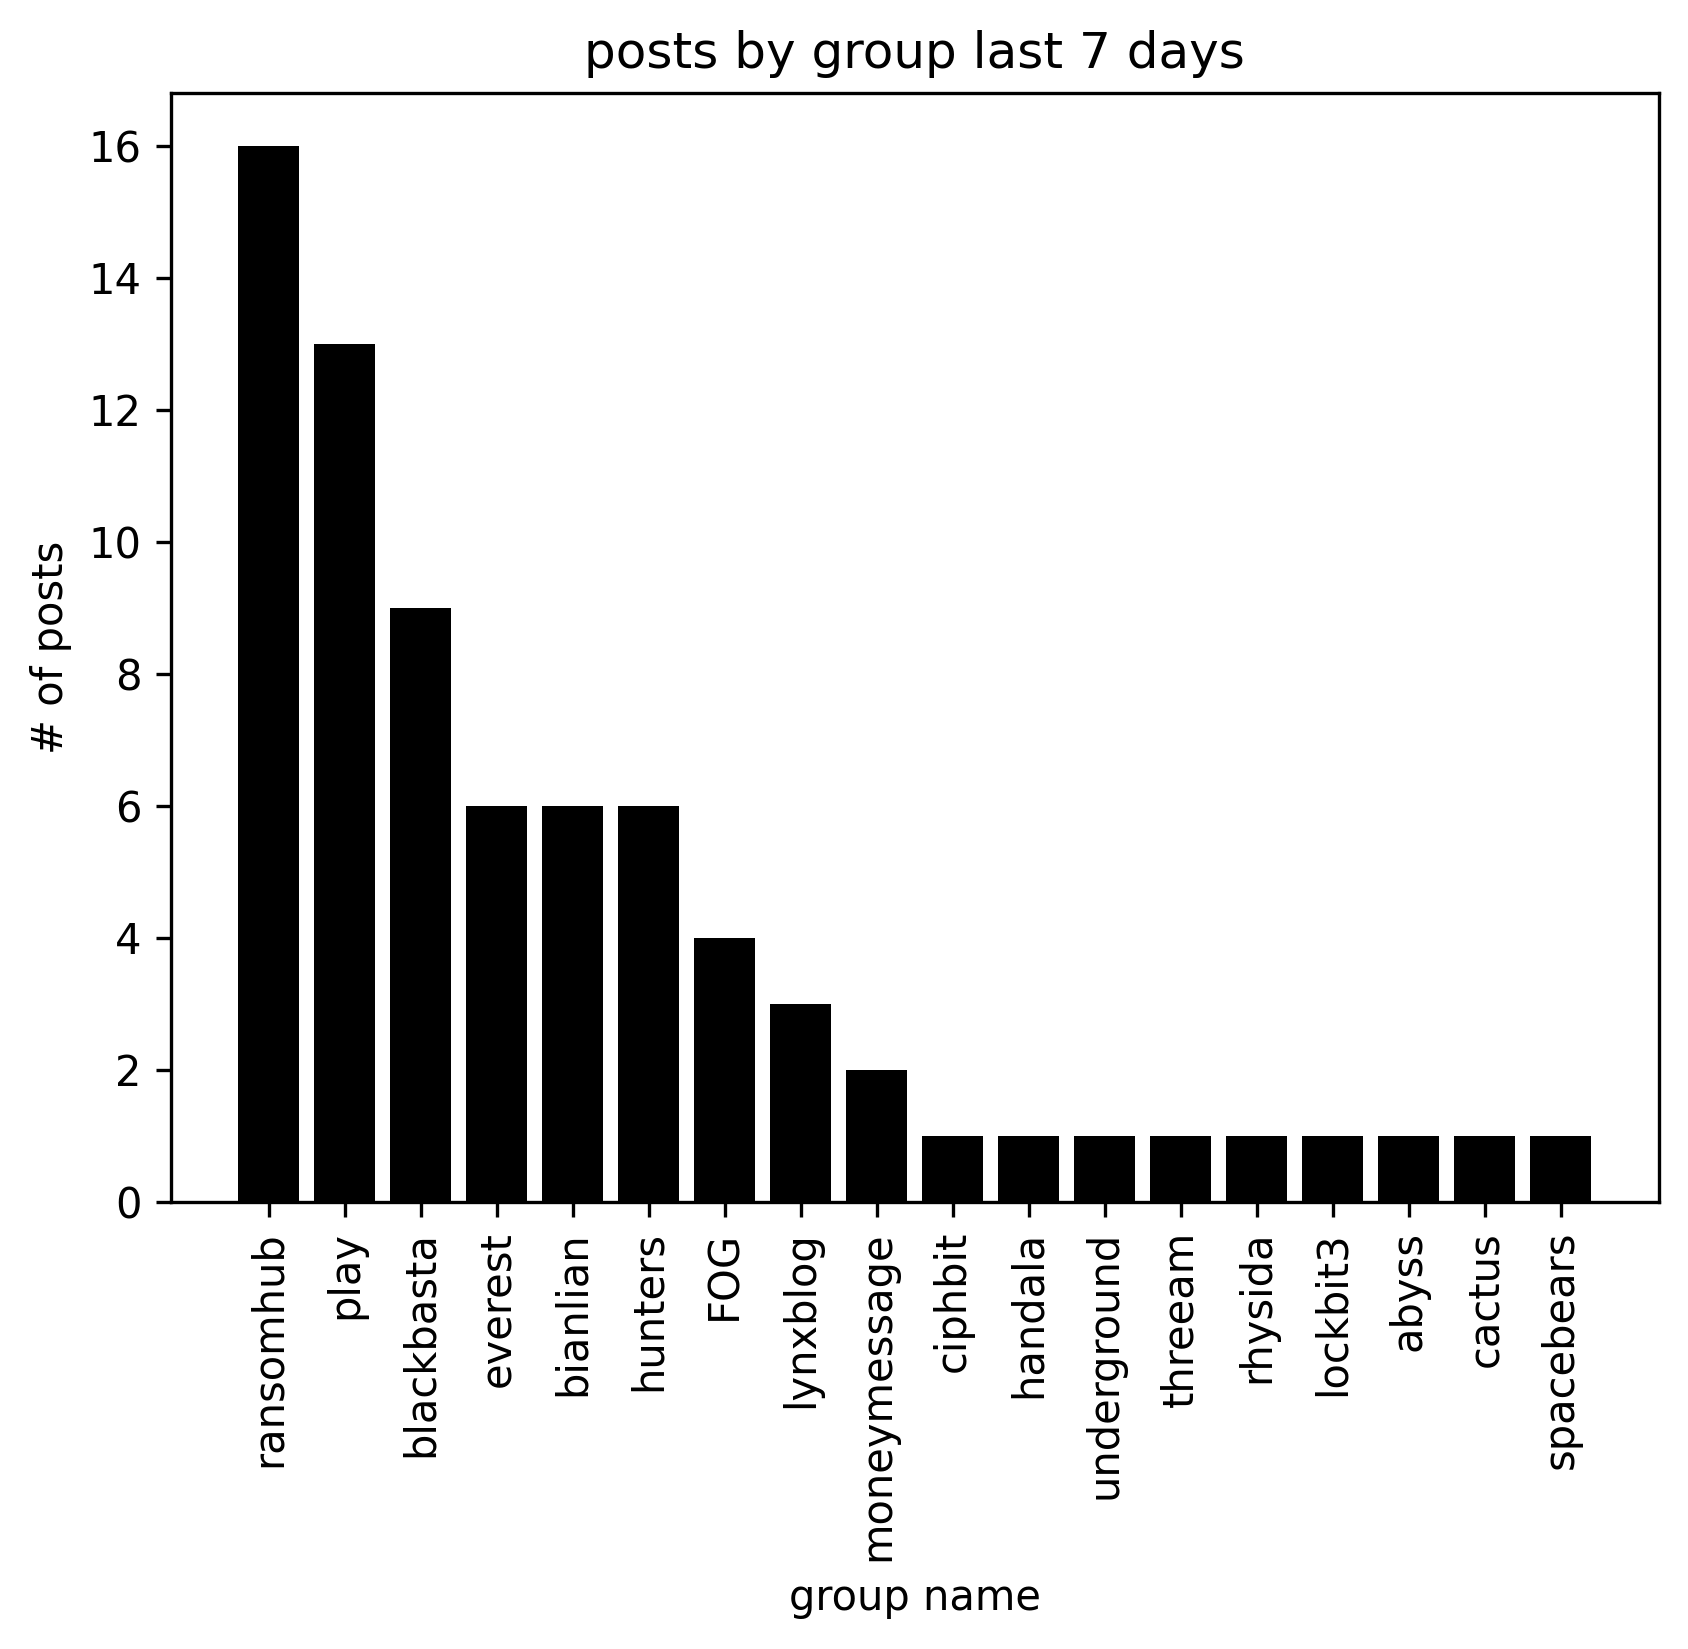 posts by group last 7 days
16
14
12
10
8
6
4
2
0
# of posts
ransomhub
play
blackbasta
everest
bianlian
hunters
FOG
lynxblog
moneymessage
ciphbit
handala
underground
threeam
rhysida
lockbit3
abyss
cactus
spacebears
group name